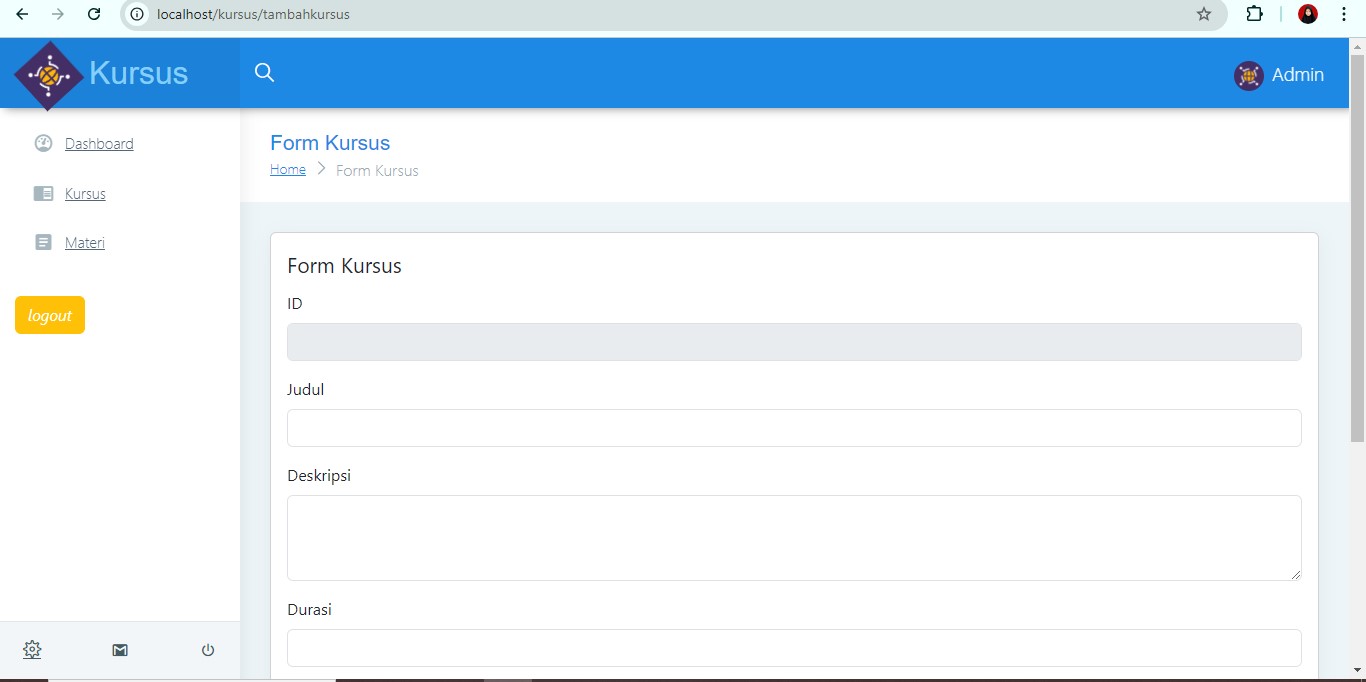 localhost/kursus/tambahkursus
Kursus
Admin
Dashboard
Kursus
Materi
logout
Form Kursus
Home
Form Kursus
Form Kursus
ID
Judul
Deskripsi
Durasi